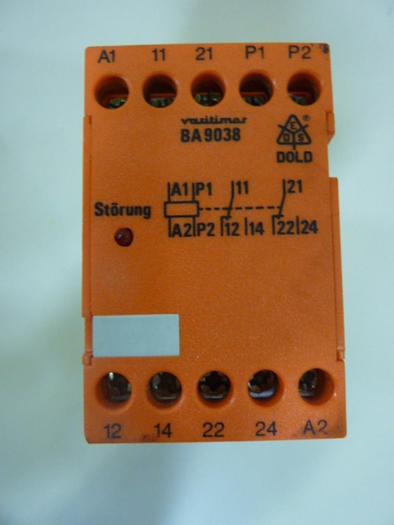 A1 11 21 P1 P2
varimeter
BA9038
E
D S
DOLD
A1 P1 11 21
Störung
A2 P2 12 14 22 24
12 14 22 24 A2